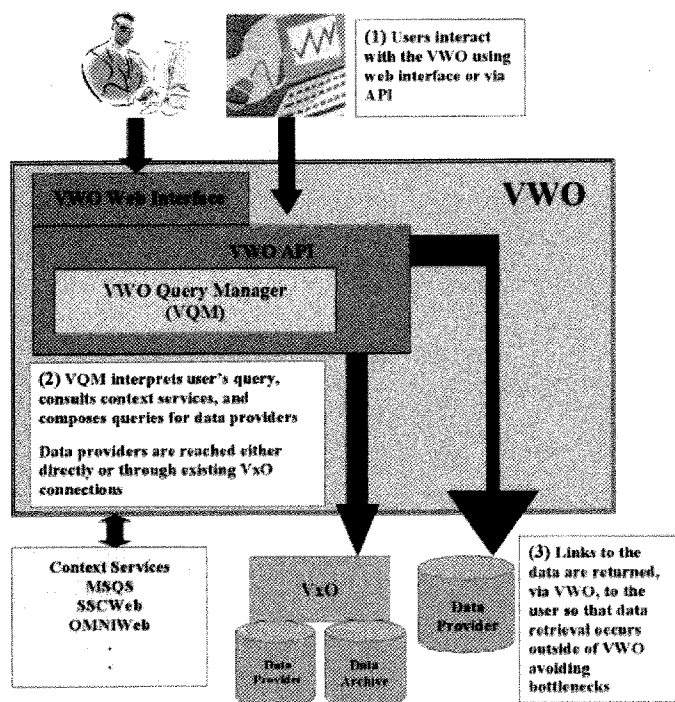 (1) Users interact
with the VWO using
web interface or via
API
VWO
VWO Web Interface
VWO API
VWO Query Manager
(VQM)
(2) VQM interprets user's query,
consults context services, and
composes queries for data providers
Data providers are reached either
directly or through existing VxO
connections
Context Services
MSQS
SSCWeb
OMNIWeb
.
.
VxO
Data
Provider
Data
Archive
Data
Provider
(3) Links to the
data are returned,
via VWO, to the
user so that data
retrieval occurs
outside of VWO
avoiding
bottlenecks